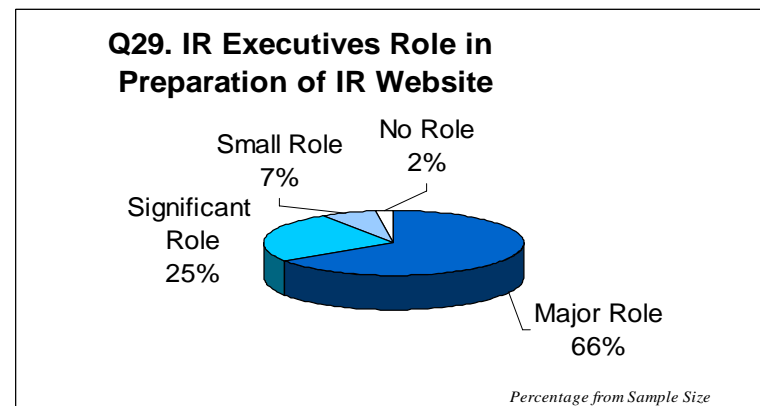 Q29. IR Executives Role in
Preparation of IR Website
No Role
2%
Small Role
7%
Significant
Role
25%
Major Role
66%
Percentage from Sample Size